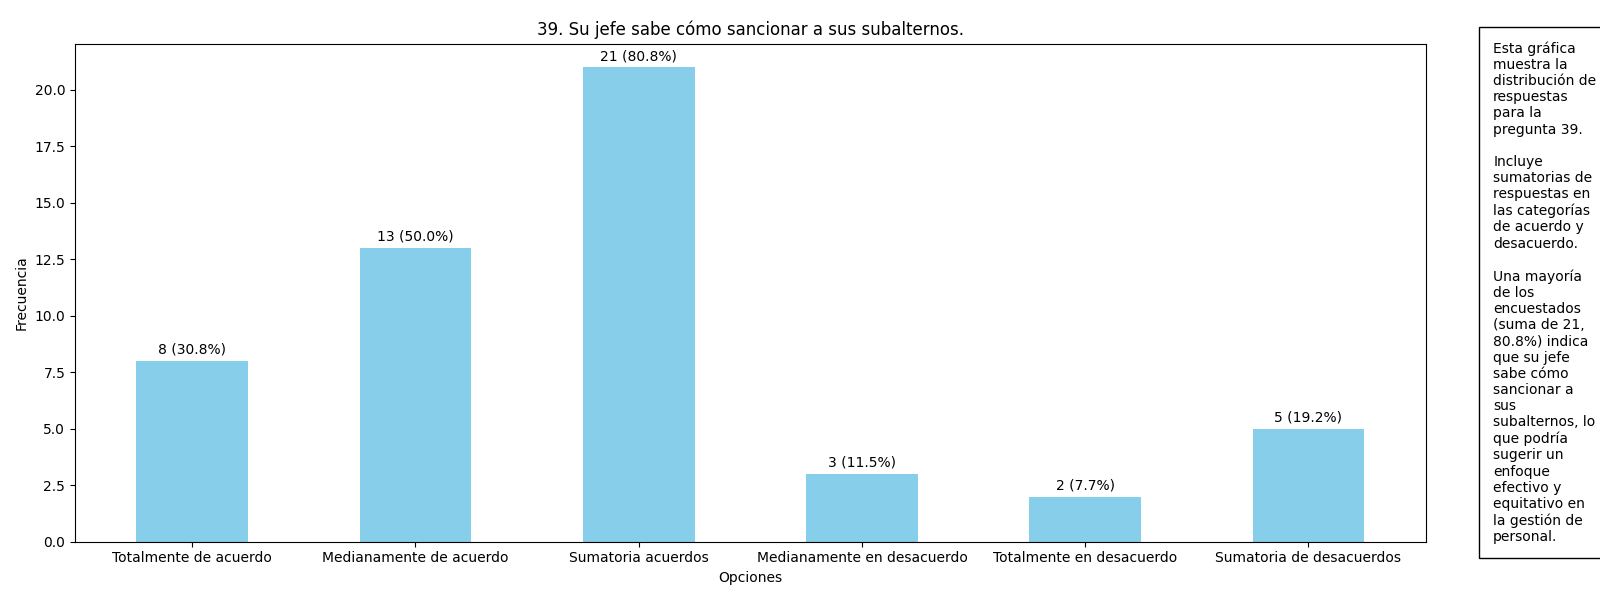 39. Su jefe sabe cómo sancionar a sus subalternos.
Frecuencia
20.0
17.5
15.0
12.5
10.0
7.5
5.0
2.5
0.0
8 (30.8%)
13 (50.0%)
21 (80.8%)
3 (11.5%)
2 (7.7%)
5 (19.2%)
Totalmente de acuerdo
Medianamente de acuerdo
Sumatoria acuerdos
Medianamente en desacuerdo
Totalmente en desacuerdo
Sumatoria de desacuerdos
Opciones
Esta gráfica
muestra la
distribución de
respuestas
para la
pregunta 39.
Incluye
sumatorias de
respuestas en
las categorías
de acuerdo y
desacuerdo.
Una mayoría
de los
encuestados
(suma de 21,
80.8%) indica
que su jefe
sabe cómo
sancionar a
sus
subalternos, lo
que podría
sugerir un
enfoque
efectivo y
equitativo en
la gestión de
personal.